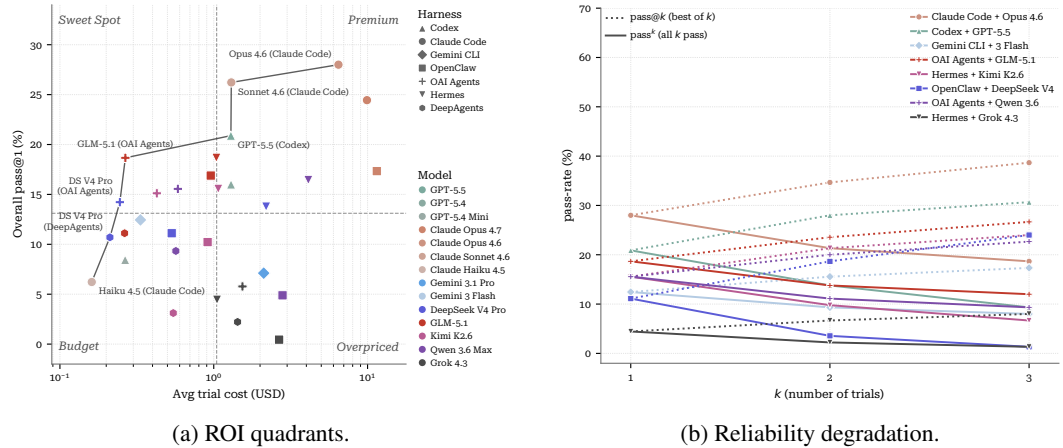 Sweet Spot
Premium
Opus 4.6 (Claude Code)
Sonnet 4.6 (Claude Code)
GLM-5.1 (OAI Agents)
GPT-5.5 (Codex)
DS V4 Pro
(OAI Agents)
DS V4 Pro
(DeepAgents)
Haiku 4.5 (Claude Code)
Budget
Overpriced
Overall pass@1 (%)
30
25
20
15
10
5
0
10⁻¹
10⁰
10¹
Avg trial cost (USD)
Harness
Codex
Claude Code
Gemini CLI
OpenClaw
OAI Agents
Hermes
DeepAgents
Model
GPT-5.5
GPT-5.4
GPT-5.4 Mini
Claude Opus 4.7
Claude Opus 4.6
Claude Sonnet 4.6
Claude Haiku 4.5
Gemini 3.1 Pro
Gemini 3 Flash
DeepSeek V4 Pro
GLM-5.1
Kimi K2.6
Qwen 3.6 Max
Grok 4.3
(a) ROI quadrants.
pass@k (best of k)
passᵏ (all k pass)
Claude Code + Opus 4.6
Codex + GPT-5.5
Gemini CLI + 3 Flash
OAI Agents + GLM-5.1
Hermes + Kimi K2.6
OpenClaw + DeepSeek V4
OAI Agents + Qwen 3.6
Hermes + Grok 4.3
pass-rate (%)
70
60
50
40
30
20
10
0
1
2
3
k (number of trials)
(b) Reliability degradation.